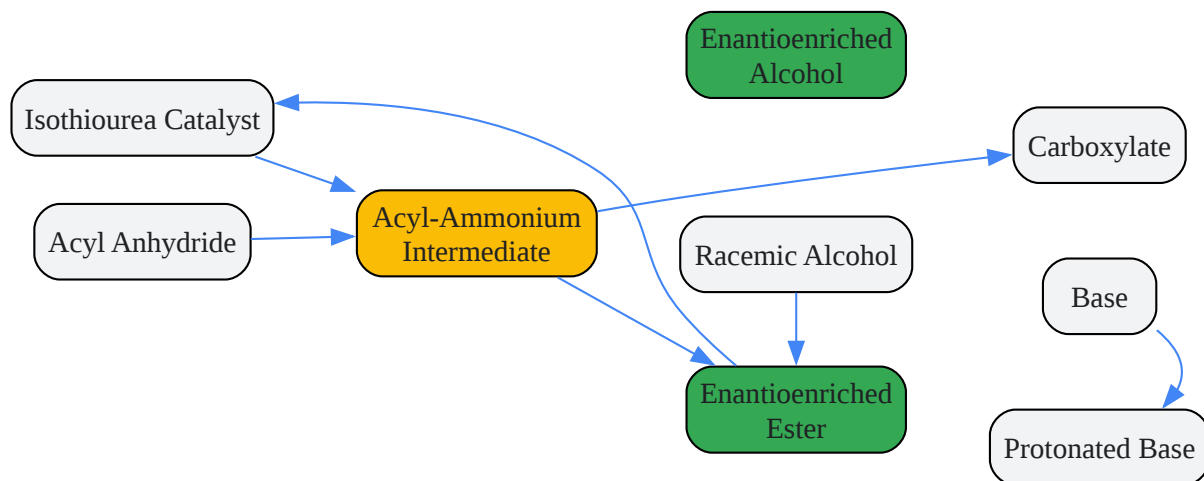 Enantioenriched
Alcohol
Isothiourea Catalyst
Carboxylate
Acyl-Ammonium
Intermediate
Acyl Anhydride
Racemic Alcohol
Base
Enantioenriched
Ester
Protonated Base